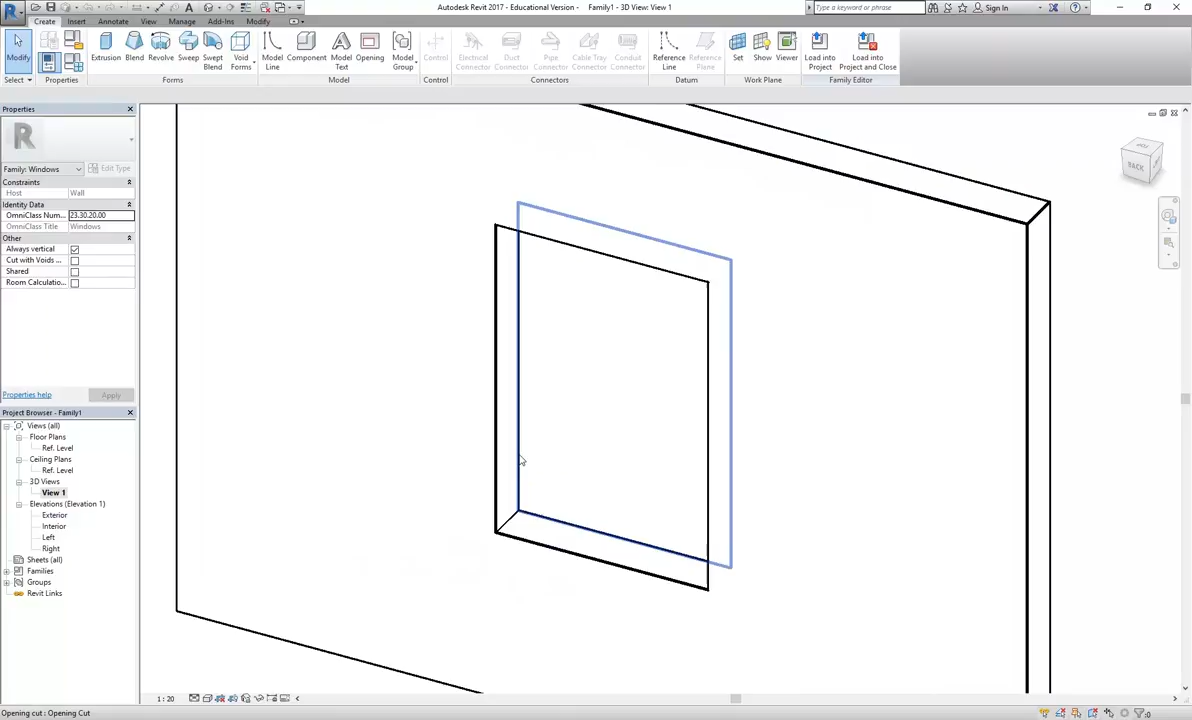 Autodesk Revit 2017 - Educational Version - Family1 - 3D View: View 1
Type a keyword or phrase
Sign In
Create Insert Annotate View Manage Add-Ins Modify
Modify Extrusion Blend Revolve Sweep Swept Blend Void Forms Model Line Component Model Text Opening Model Group Control Electrical Connector Duct Connector Pipe Connector Cable Tray Connector Conduit Connector Reference Line Reference Plane Set Show Viewer Load into Project Load into Project and Close
Select Properties Forms Model Control Connectors Datum Work Plane Family Editor
Properties
R
Family: Windows Edit Type
Constraints
Host Wall
Identity Data
OmniClass Num... 23.30.20.00
OmniClass Title Windows
Other
Always vertical
Cut with Voids ...
Shared
Room Calculatio...
Properties help Apply
Project Browser - Family1
Views (all)
Floor Plans
Ref. Level
Ceiling Plans
Ref. Level
3D Views
View 1
Elevations (Elevation 1)
Exterior
Interior
Left
Right
Sheets (all)
Families
Groups
Revit Links
BACK
1 : 20
Opening cut : Opening Cut
:0